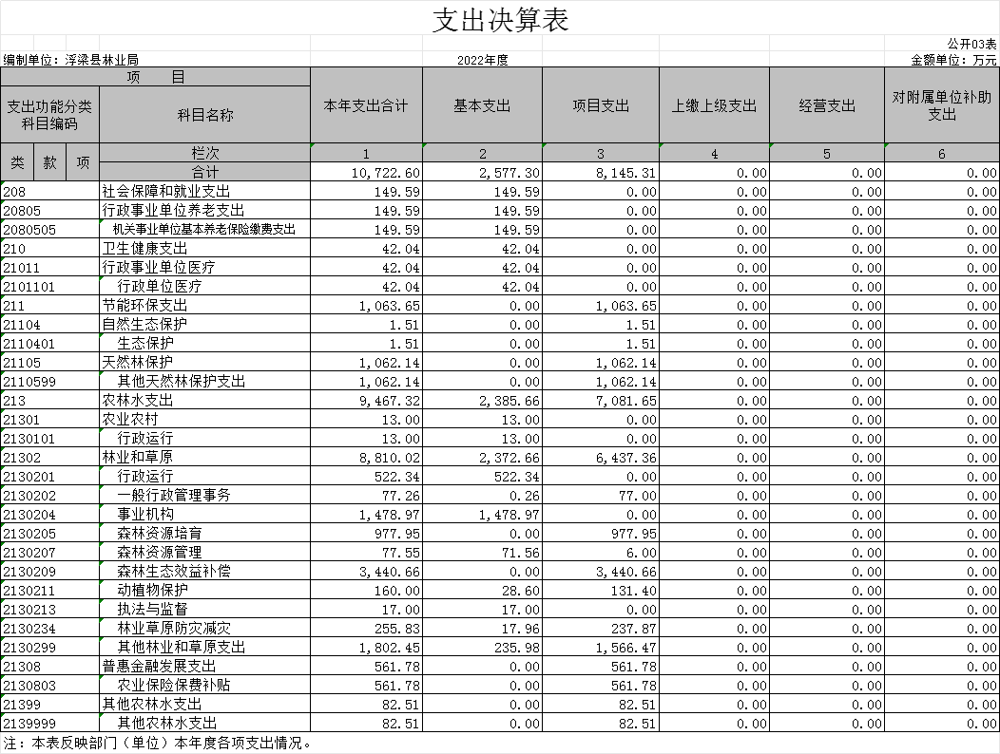 支出决算表
公开03表
编制单位：浮梁县林业局 2022年度 金额单位：万元
项 目 本年支出合计 基本支出 项目支出 上缴上级支出 经营支出 对附属单位补助支出
支出功能分类科目编码 科目名称
类 款 项 栏次 1 2 3 4 5 6
合计 10,722.60 2,577.30 8,145.31 0.00 0.00 0.00
208 社会保障和就业支出 149.59 149.59 0.00 0.00 0.00 0.00
20805 行政事业单位养老支出 149.59 149.59 0.00 0.00 0.00 0.00
2080505 机关事业单位基本养老保险缴费支出 149.59 149.59 0.00 0.00 0.00 0.00
210 卫生健康支出 42.04 42.04 0.00 0.00 0.00 0.00
21011 行政事业单位医疗 42.04 42.04 0.00 0.00 0.00 0.00
2101101 行政单位医疗 42.04 42.04 0.00 0.00 0.00 0.00
211 节能环保支出 1,063.65 0.00 1,063.65 0.00 0.00 0.00
21104 自然生态保护 1.51 0.00 1.51 0.00 0.00 0.00
2110401 生态保护 1.51 0.00 1.51 0.00 0.00 0.00
21105 天然林保护 1,062.14 0.00 1,062.14 0.00 0.00 0.00
2110599 其他天然林保护支出 1,062.14 0.00 1,062.14 0.00 0.00 0.00
213 农林水支出 9,467.32 2,385.66 7,081.65 0.00 0.00 0.00
21301 农业农村 13.00 13.00 0.00 0.00 0.00 0.00
2130101 行政运行 13.00 13.00 0.00 0.00 0.00 0.00
21302 林业和草原 8,810.02 2,372.66 6,437.36 0.00 0.00 0.00
2130201 行政运行 522.34 522.34 0.00 0.00 0.00 0.00
2130202 一般行政管理事务 77.26 0.26 77.00 0.00 0.00 0.00
2130204 事业机构 1,478.97 1,478.97 0.00 0.00 0.00 0.00
2130205 森林资源培育 977.95 0.00 977.95 0.00 0.00 0.00
2130207 森林资源管理 77.55 71.56 6.00 0.00 0.00 0.00
2130209 森林生态效益补偿 3,440.66 0.00 3,440.66 0.00 0.00 0.00
2130211 动植物保护 160.00 28.60 131.40 0.00 0.00 0.00
2130213 执法与监督 17.00 17.00 0.00 0.00 0.00 0.00
2130234 林业草原防灾减灾 255.83 17.96 237.87 0.00 0.00 0.00
2130299 其他林业和草原支出 1,802.45 235.98 1,566.47 0.00 0.00 0.00
21308 普惠金融发展支出 561.78 0.00 561.78 0.00 0.00 0.00
2130803 农业保险保费补贴 561.78 0.00 561.78 0.00 0.00 0.00
21399 其他农林水支出 82.51 0.00 82.51 0.00 0.00 0.00
2139999 其他农林水支出 82.51 0.00 82.51 0.00 0.00 0.00
注：本表反映部门（单位）本年度各项支出情况。